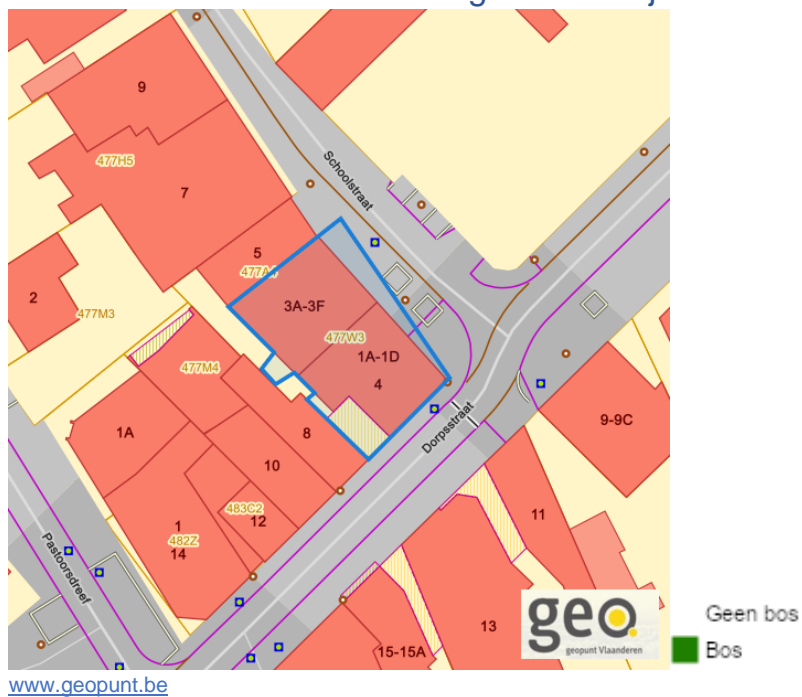 9
477H5
7
Schoolstraat
5
477A4
2
477M3
3A-3F
477W3
1A-1D
4
477M4
1A
8
9-9C
Dorpsstraat
10
483C2
12
1
482Z
14
11
Pastoorsdreef
13
15-15A
geo.
geopunt Vlaanderen
Geen bos
Bos
www.geopunt.be